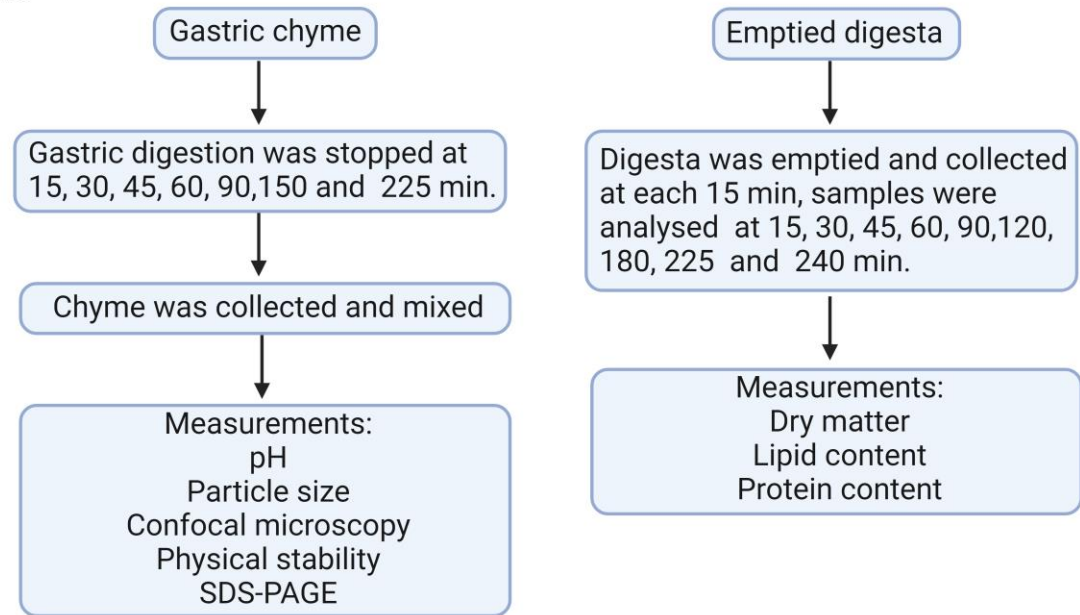 Gastric chyme
Gastric digestion was stopped at
15, 30, 45, 60, 90,150 and  225 min.
Chyme was collected and mixed
Measurements:
pH
Particle size
Confocal microscopy
Physical stability
SDS-PAGE
Emptied digesta
Digesta was emptied and collected
at each 15 min, samples were
analysed  at 15, 30, 45, 60, 90,120,
180, 225  and  240 min.
Measurements:
Dry matter
Lipid content
Protein content